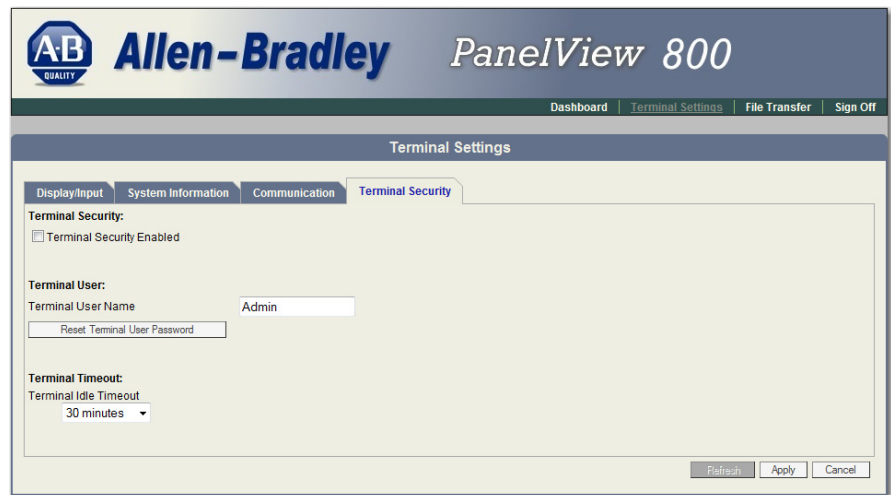 A·B
QUALITY
Allen-Bradley
PanelView 800
Dashboard | Terminal Settings | File Transfer | Sign Off
Terminal Settings
Display/Input System Information Communication Terminal Security
Terminal Security:
Terminal Security Enabled
Terminal User:
Terminal User Name Admin
Reset Terminal User Password
Terminal Timeout:
Terminal Idle Timeout
30 minutes
Refresh Apply Cancel